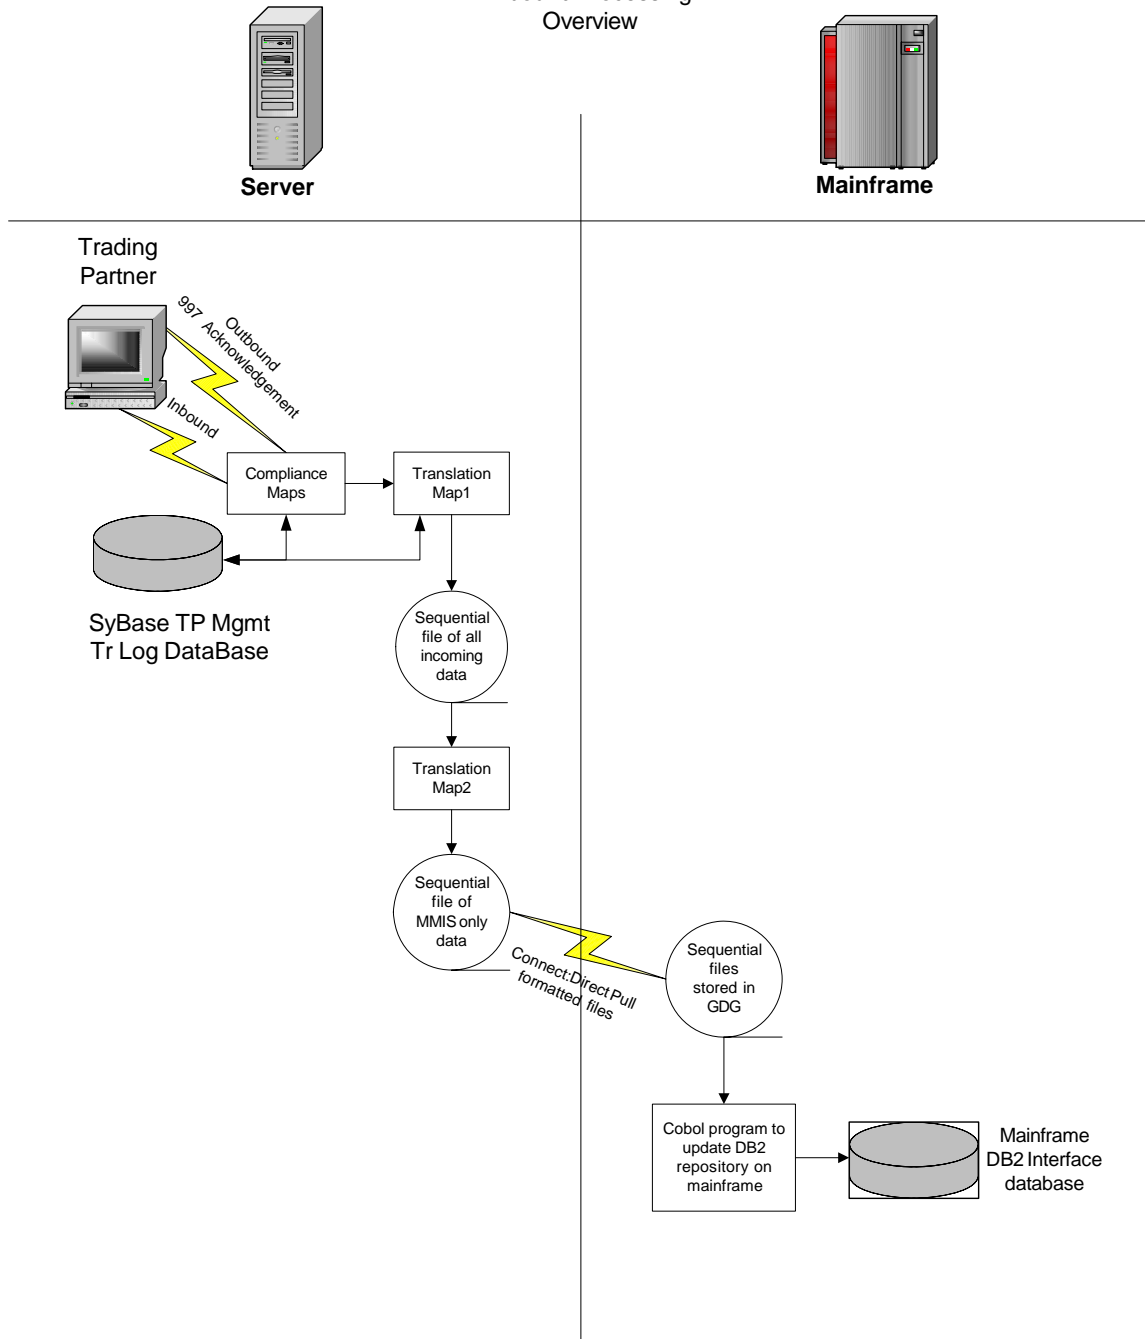 Overview
Server
Mainframe
Trading
Partner
Outbound
997 Acknowledgement
Inbound
Compliance
Maps
Translation
Map1
SyBase TP Mgmt
Tr Log DataBase
Sequential
file of all
incoming
data
Translation
Map2
Sequential
file of
MMIS only
data
Connect:Direct Pull
formatted files
Sequential
files
stored in
GDG
Cobol program to
update DB2
repository on
mainframe
Mainframe
DB2 Interface
database